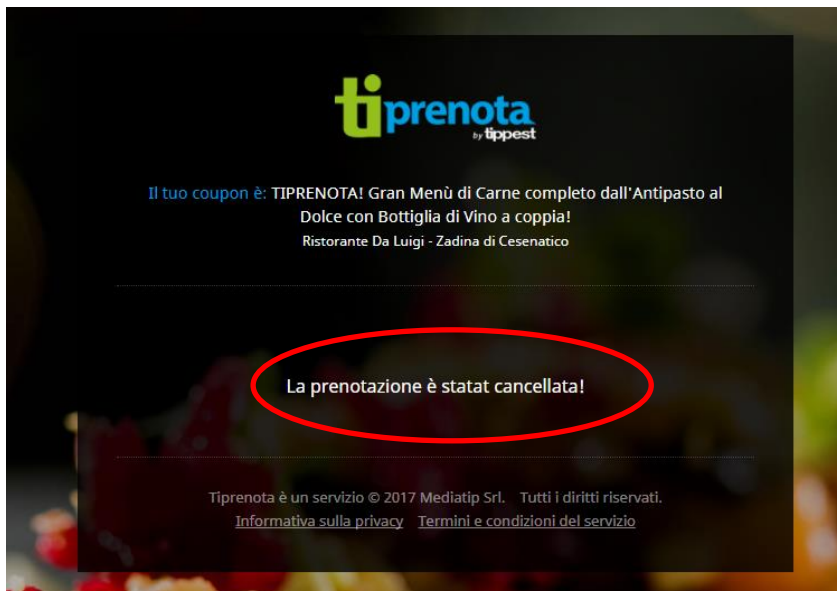 tiprenota
by tippest
Il tuo coupon è: TIPRENOTA! Gran Menù di Carne completo dall'Antipasto al
Dolce con Bottiglia di Vino a coppia!
Ristorante Da Luigi - Zadina di Cesenatico
La prenotazione è statat cancellata!
Tiprenota è un servizio © 2017 Mediatip Srl. Tutti i diritti riservati.
Informativa sulla privacy Termini e condizioni del servizio